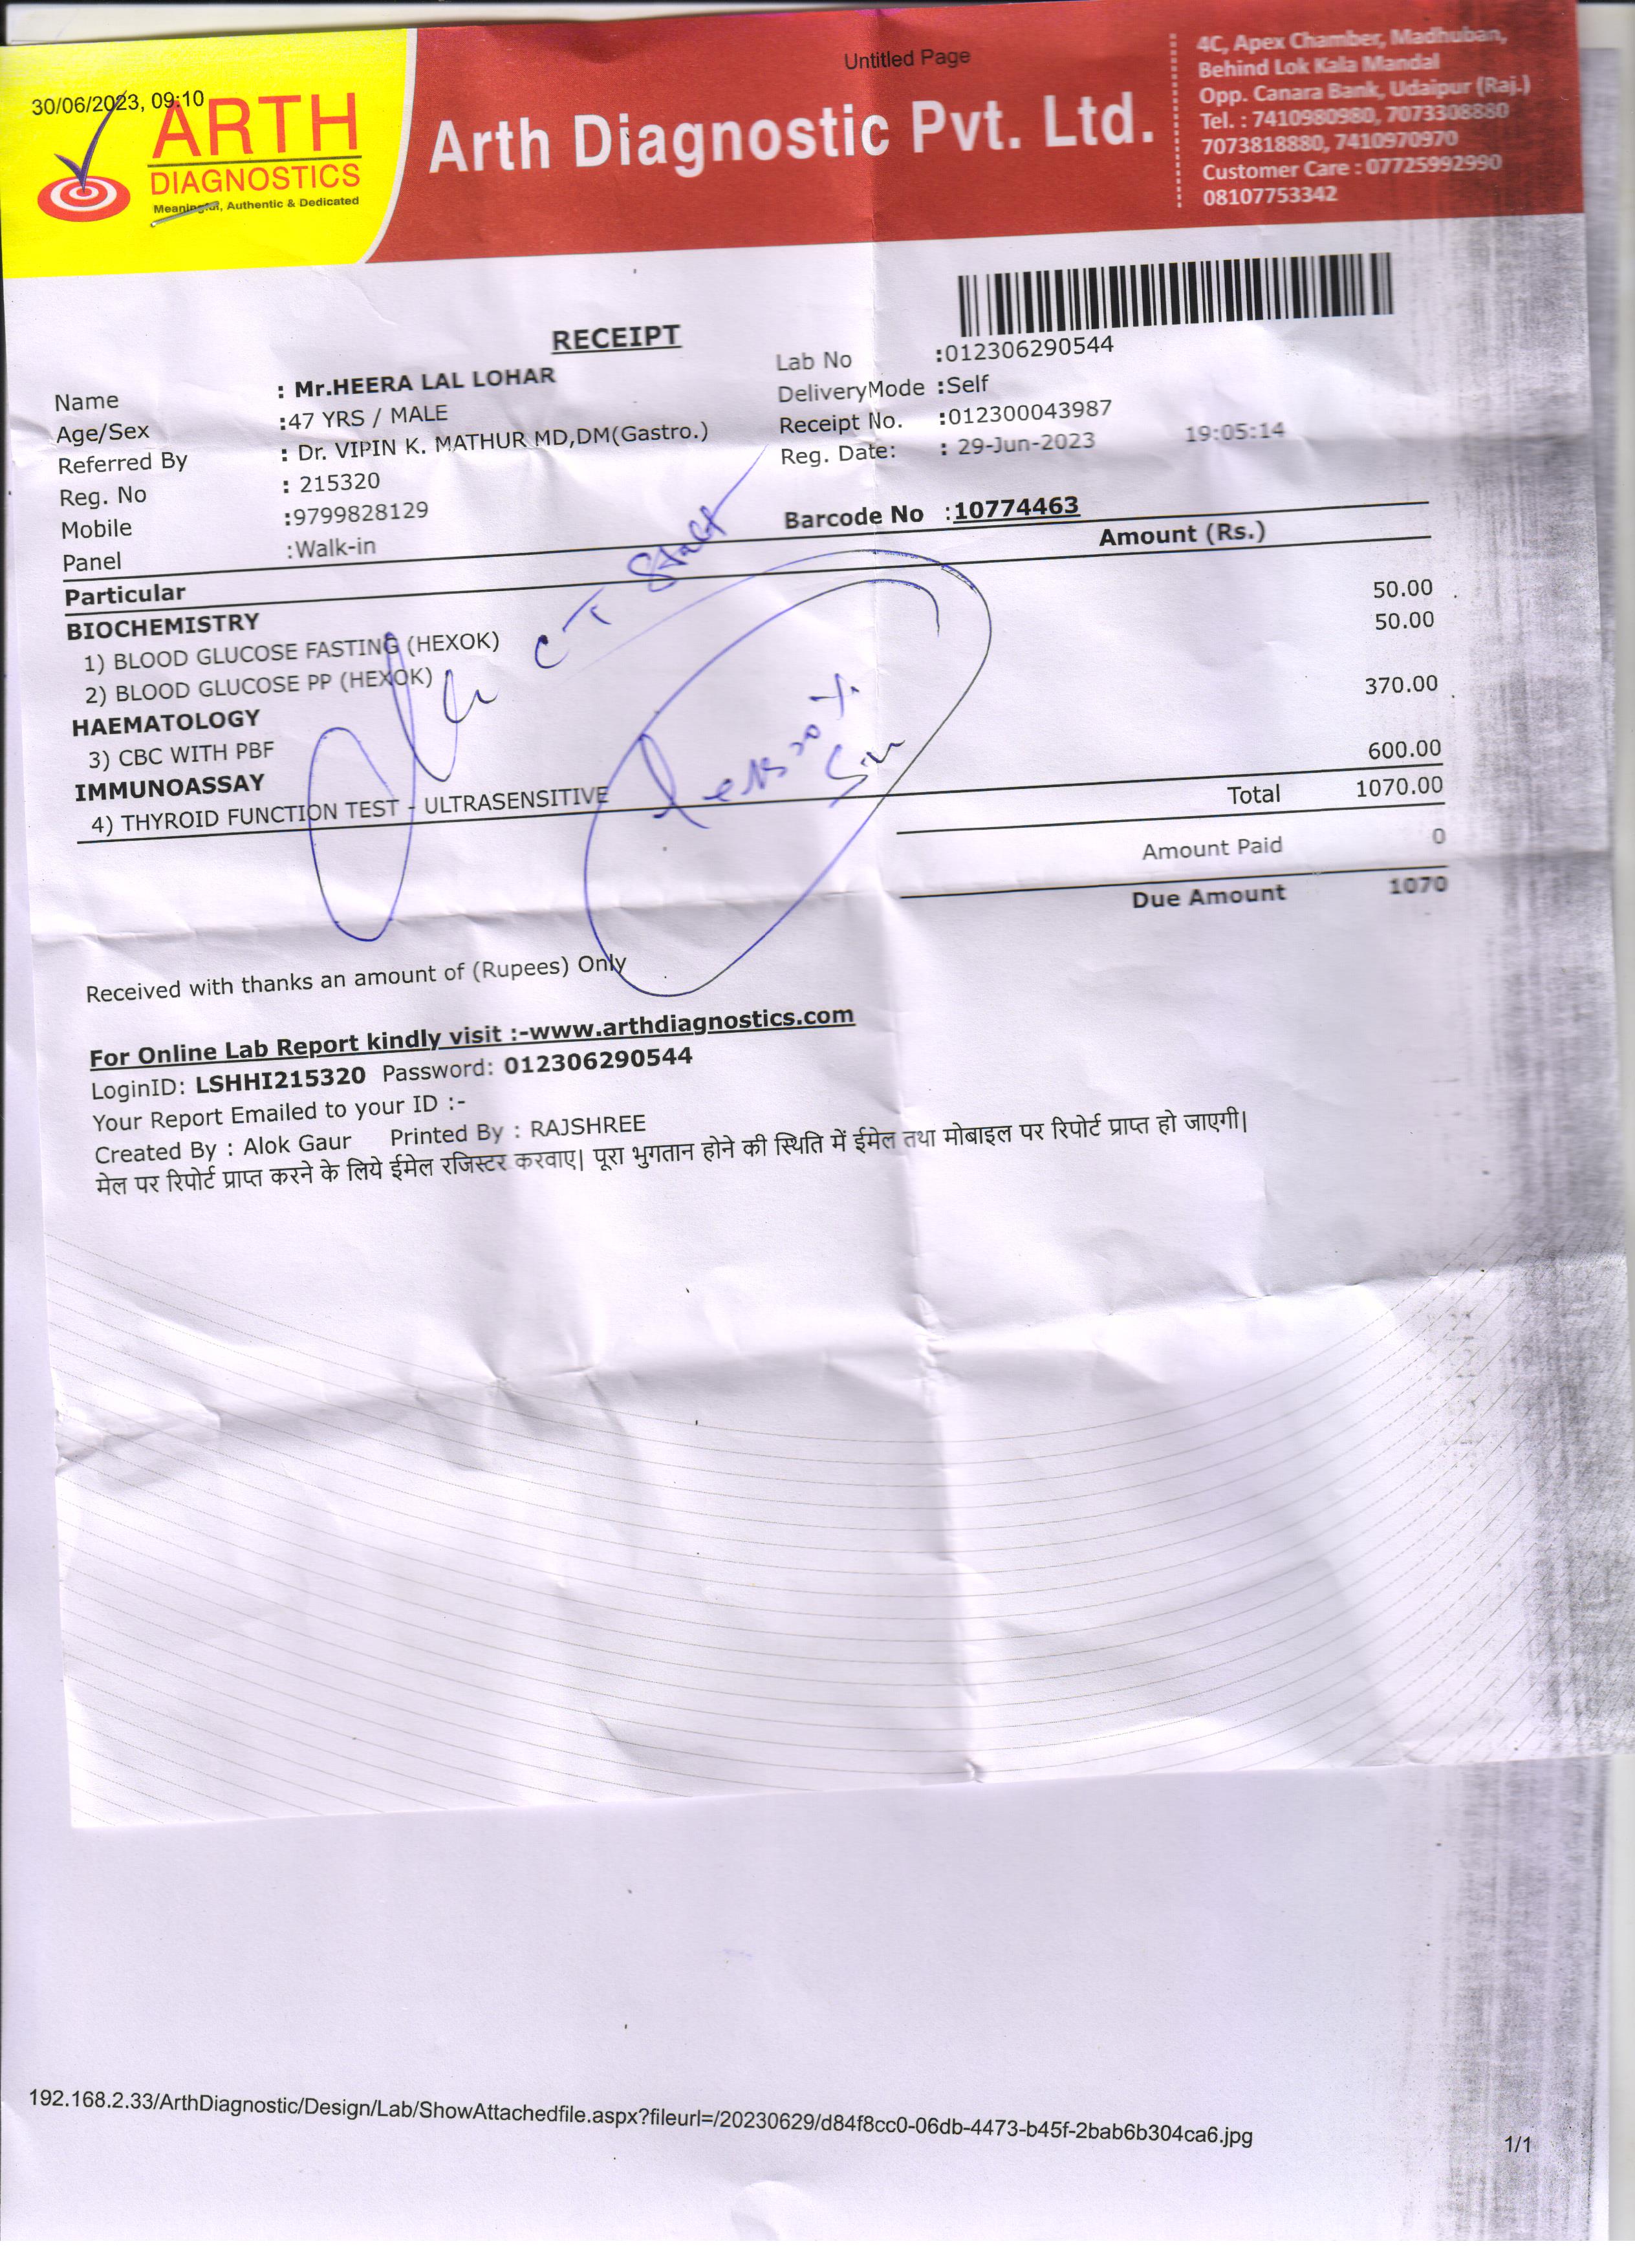 Untitled Page
30/06/2023, 09:10
ARTH
DIAGNOSTICS
Meaningful, Authentic & Dedicated
Arth Diagnostic Pvt. Ltd.
4C, Apex Chamber, Madhuban,
Behind Lok Kala Mandal
Opp. Canara Bank, Udaipur (Raj.)
Tel. : 7410980980, 7073308880
7073818880, 7410970970
Customer Care : 07725992990
08107753342
RECEIPT
Name : Mr.HEERA LAL LOHAR
Age/Sex :47 YRS / MALE
Referred By : Dr. VIPIN K. MATHUR MD,DM(Gastro.)
Reg. No : 215320
Mobile :9799828129
Panel :Walk-in
Lab No :012306290544
DeliveryMode :Self
Receipt No. :012300043987
Reg. Date: : 29-Jun-2023 19:05:14
Barcode No :10774463
Particular Amount (Rs.)
BIOCHEMISTRY
1) BLOOD GLUCOSE FASTING (HEXOK) 50.00
2) BLOOD GLUCOSE PP (HEXOK) 50.00
HAEMATOLOGY
3) CBC WITH PBF 370.00
IMMUNOASSAY
4) THYROID FUNCTION TEST - ULTRASENSITIVE 600.00
Total 1070.00
Amount Paid 0
Due Amount 1070
CT Staff
Sir
Received with thanks an amount of (Rupees) Only
For Online Lab Report kindly visit :-www.arthdiagnostics.com
LoginID: LSHHI215320 Password: 012306290544
Your Report Emailed to your ID :-
Created By : Alok Gaur Printed By : RAJSHREE
मेल पर रिपोर्ट प्राप्त करने के लिये ईमेल रजिस्टर करवाए। पूरा भुगतान होने की स्थिति में ईमेल तथा मोबाइल पर रिपोर्ट प्राप्त हो जाएगी।
192.168.2.33/ArthDiagnostic/Design/Lab/ShowAttachedfile.aspx?fileurl=/20230629/d84f8cc0-06db-4473-b45f-2bab6b304ca6.jpg
1/1